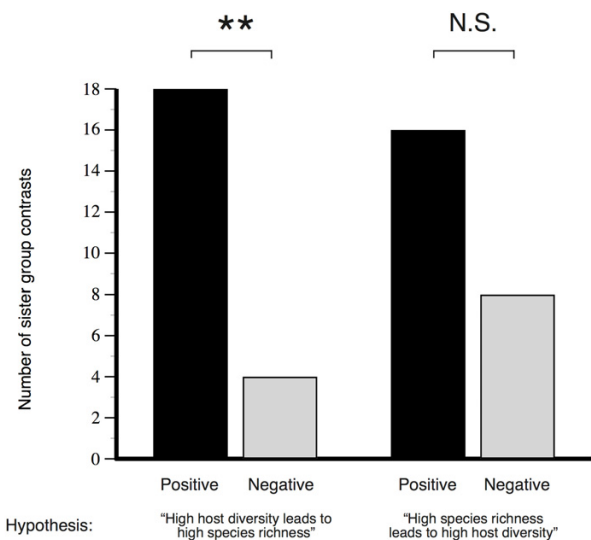 ** N.S.
18
16
14
12
10
8
6
4
2
0
Number of sister group contrasts
Positive Negative Positive Negative
Hypothesis:
“High host diversity leads to
high species richness”
“High species richness
leads to high host diversity”